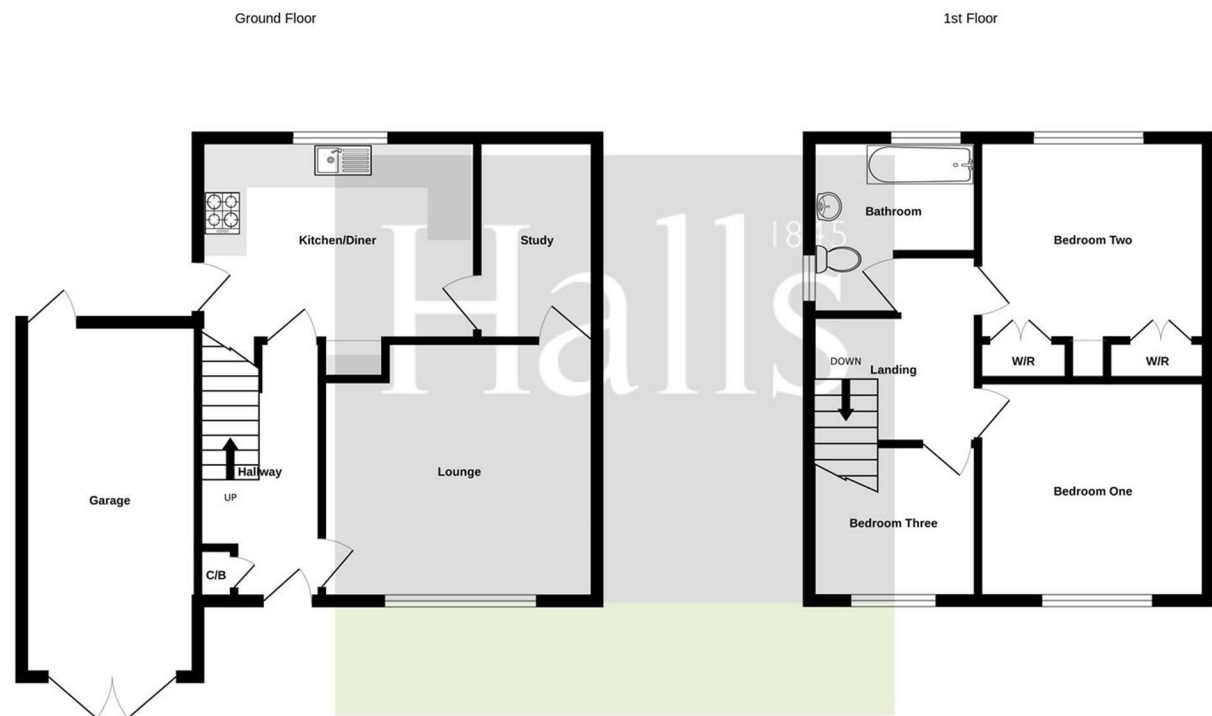 Ground Floor
1st Floor
Kitchen/Diner
Study
Hallway
UP
Lounge
Garage
C/B
Bathroom
Bedroom Two
W/R
W/R
DOWN
Landing
Bedroom One
Bedroom Three
Halls
1845